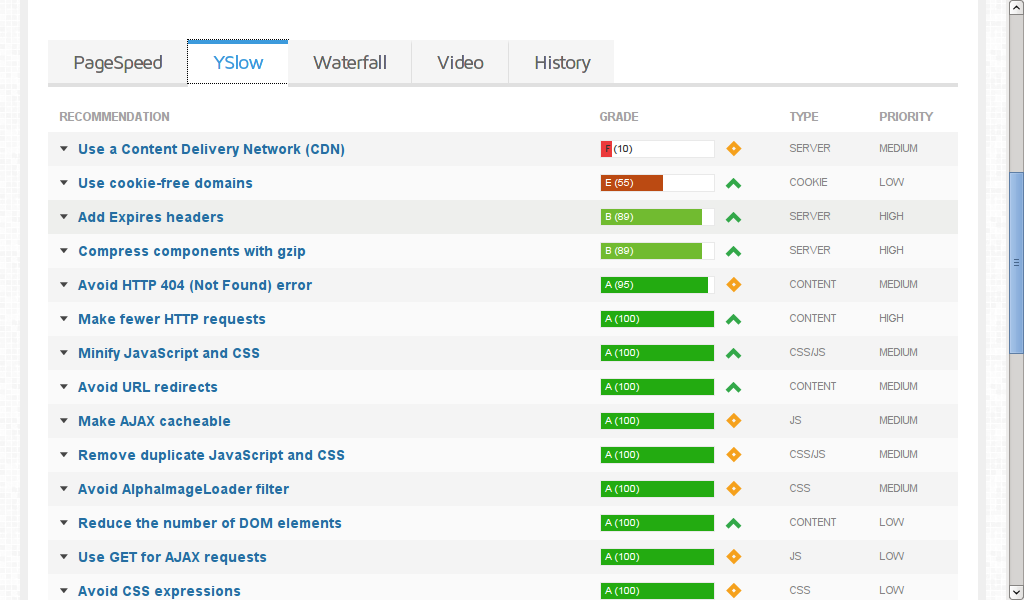 PageSpeed YSlow Waterfall Video History
RECOMMENDATION GRADE TYPE PRIORITY
Use a Content Delivery Network (CDN) F (10) SERVER MEDIUM
Use cookie-free domains E (55) COOKIE LOW
Add Expires headers B (89) SERVER HIGH
Compress components with gzip B (89) SERVER HIGH
Avoid HTTP 404 (Not Found) error A (95) CONTENT MEDIUM
Make fewer HTTP requests A (100) CONTENT HIGH
Minify JavaScript and CSS A (100) CSS/JS MEDIUM
Avoid URL redirects A (100) CONTENT MEDIUM
Make AJAX cacheable A (100) JS MEDIUM
Remove duplicate JavaScript and CSS A (100) CSS/JS MEDIUM
Avoid AlphaImageLoader filter A (100) CSS MEDIUM
Reduce the number of DOM elements A (100) CONTENT LOW
Use GET for AJAX requests A (100) JS LOW
Avoid CSS expressions A (100) CSS LOW